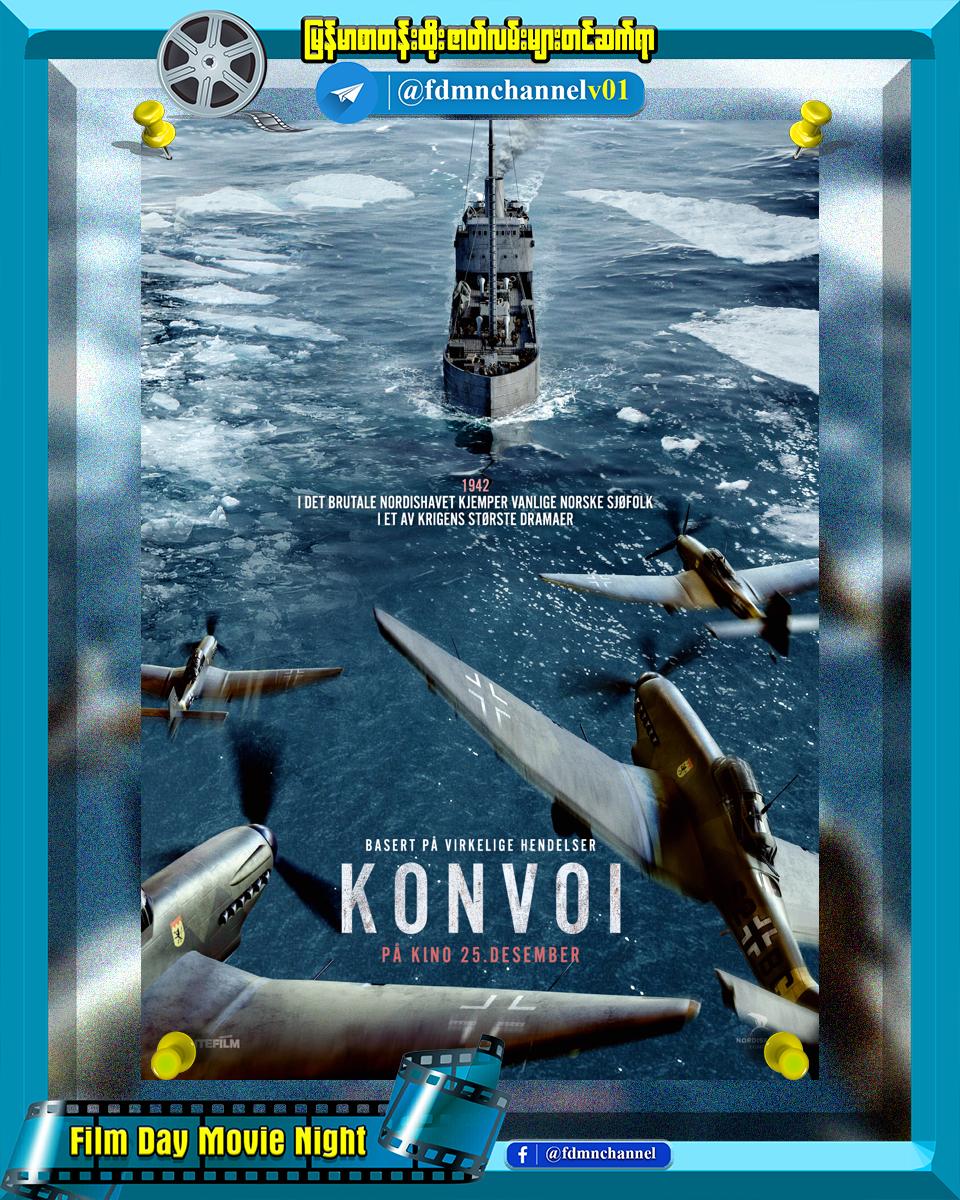 မြန်မာစာတန်းထိုးဇာတ်လမ်းများတင်ဆက်ရာ
@fdmnchannelv01
1942
I DET BRUTALE NORDISHAVET KJEMPER VANLIGE NORSKE SJØFOLK
I ET AV KRIGENS STØRSTE DRAMAER
BASERT PÅ VIRKELIGE HENDELSER
KONVOI
PÅ KINO 25.DESEMBER
Film Day Movie Night
@fdmnchannel